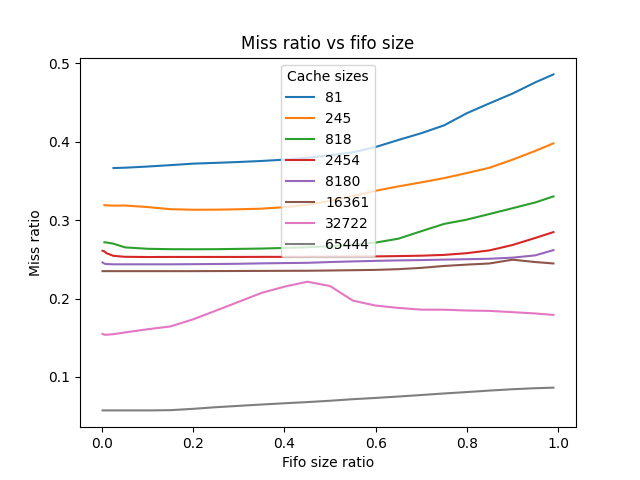 Miss ratio vs fifo size
0.5
0.4
0.3
0.2
0.1
Miss ratio
Cache sizes
81
245
818
2454
8180
16361
32722
65444
0.0 0.2 0.4 0.6 0.8 1.0
Fifo size ratio